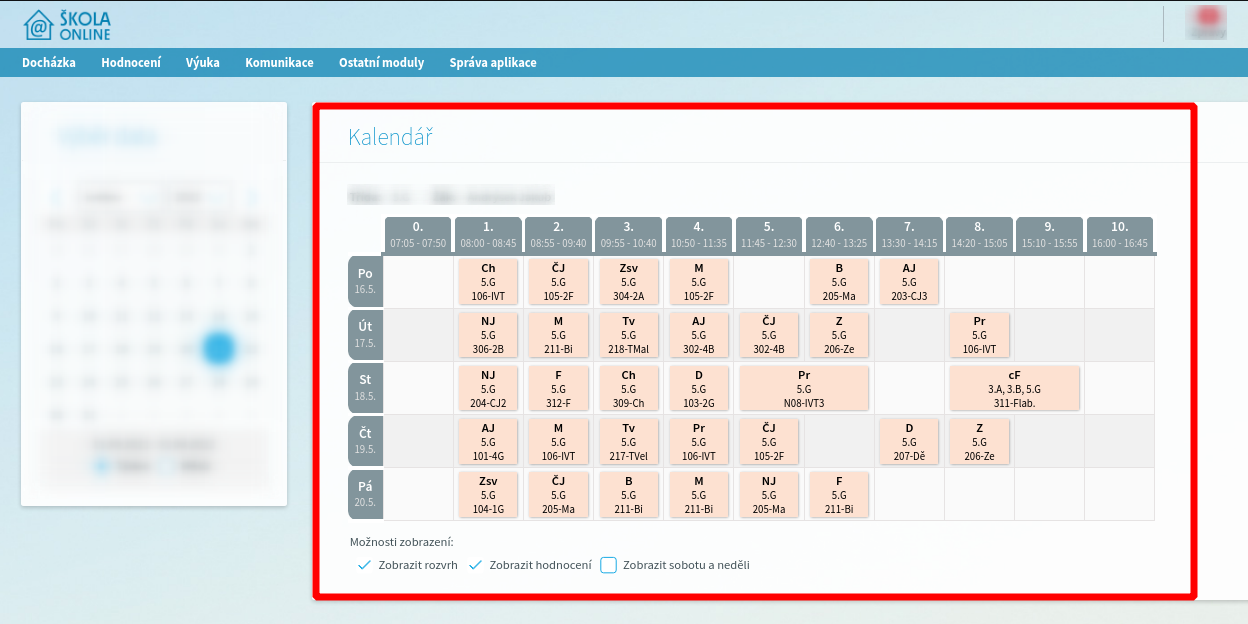 @ ŠKOLA
ONLINE
Docházka Hodnocení Výuka Komunikace Ostatní moduly Správa aplikace
Kalendář
0. 1. 2. 3. 4. 5. 6. 7. 8. 9. 10.
07:05 - 07:50 08:00 - 08:45 08:55 - 09:40 09:55 - 10:40 10:50 - 11:35 11:45 - 12:30 12:40 - 13:25 13:30 - 14:15 14:20 - 15:05 15:10 - 15:55 16:00 - 16:45
Po Ch ČJ Zsv M B AJ
16.5. 5.G 5.G 5.G 5.G 5.G 5.G
106-IVT 105-2F 304-2A 105-2F 205-Ma 203-CJ3
Út NJ M Tv AJ ČJ Z Pr
17.5. 5.G 5.G 5.G 5.G 5.G 5.G 5.G
306-2B 211-Bi 218-TMal 302-4B 302-4B 206-Ze 106-IVT
St NJ F Ch D Pr cF
18.5. 5.G 5.G 5.G 5.G 5.G 3.A, 3.B, 5.G
204-CJ2 312-F 309-Ch 103-2G N08-IVT3 311-Flab.
Čt AJ M Tv Pr ČJ D Z
19.5. 5.G 5.G 5.G 5.G 5.G 5.G 5.G
101-4G 106-IVT 217-TVel 106-IVT 105-2F 207-Dě 206-Ze
Pá Zsv ČJ B M NJ F
20.5. 5.G 5.G 5.G 5.G 5.G 5.G
104-1G 205-Ma 211-Bi 211-Bi 205-Ma 211-Bi
Možnosti zobrazení:
Zobrazit rozvrh Zobrazit hodnocení Zobrazit sobotu a neděli